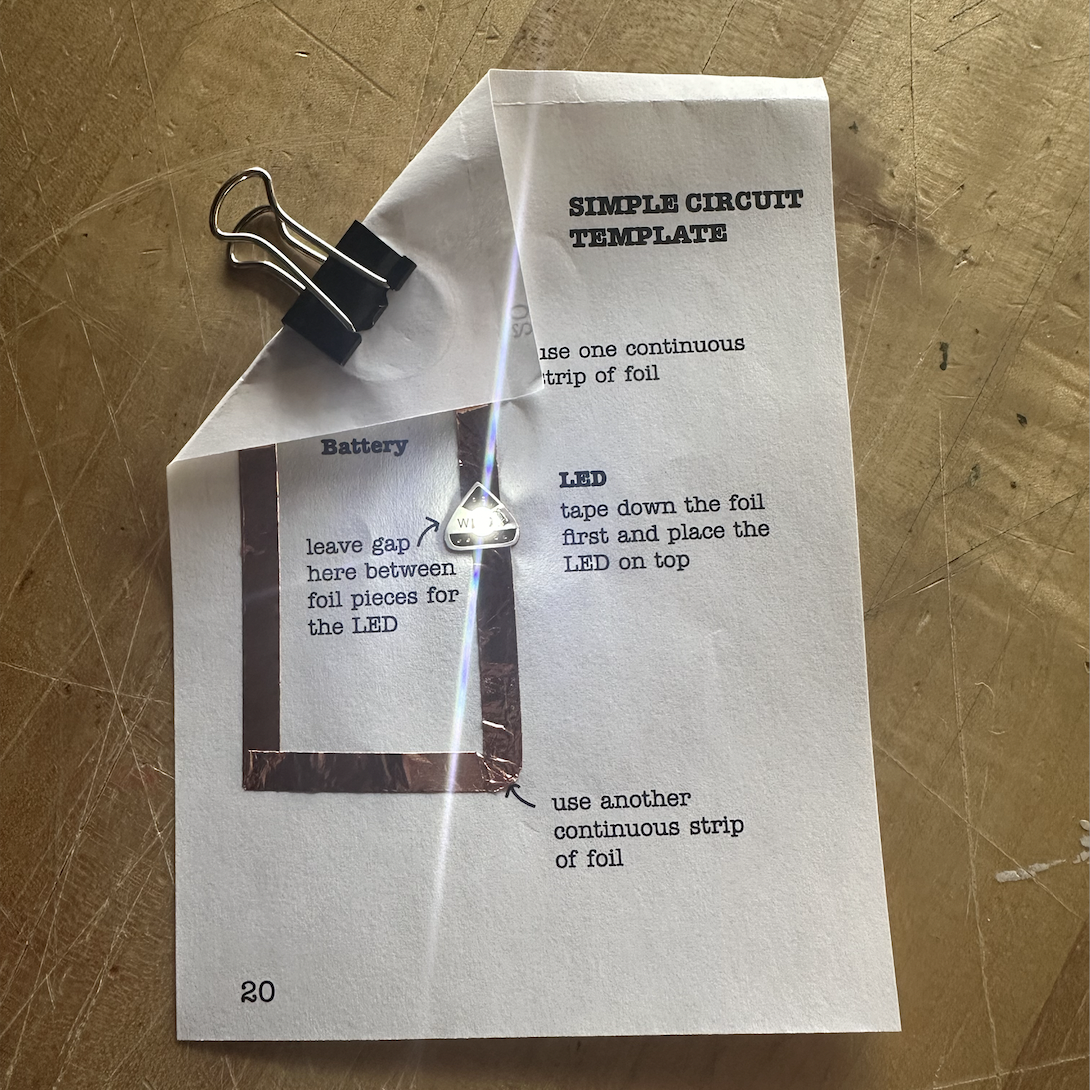 SIMPLE CIRCUIT
TEMPLATE
use one continuous
strip of foil
Battery
LED
tape down the foil
first and place the
LED on top
leave gap
here between
foil pieces for
the LED
use another
continuous strip
of foil
20